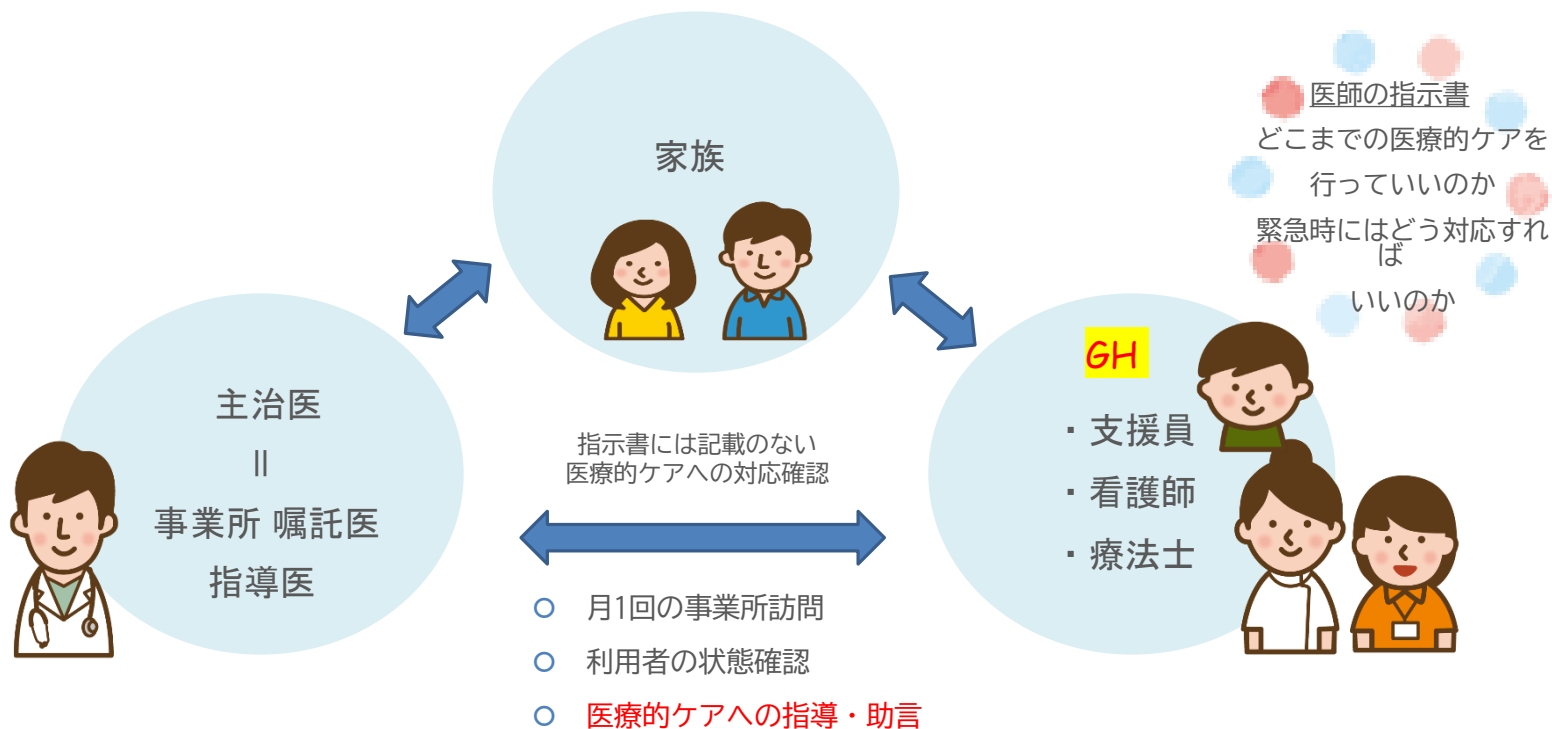 家族
医師の指示書
どこまでの医療的ケアを
行っていいのか
緊急時にはどう対応すれ
ば
いいのか
主治医
||
事業所 嘱託医
指導医
指示書には記載のない
医療的ケアへの対応確認
GH
・支援員
・看護師
・療法士
○ 月1回の事業所訪問
○ 利用者の状態確認
○ 医療的ケアへの指導・助言